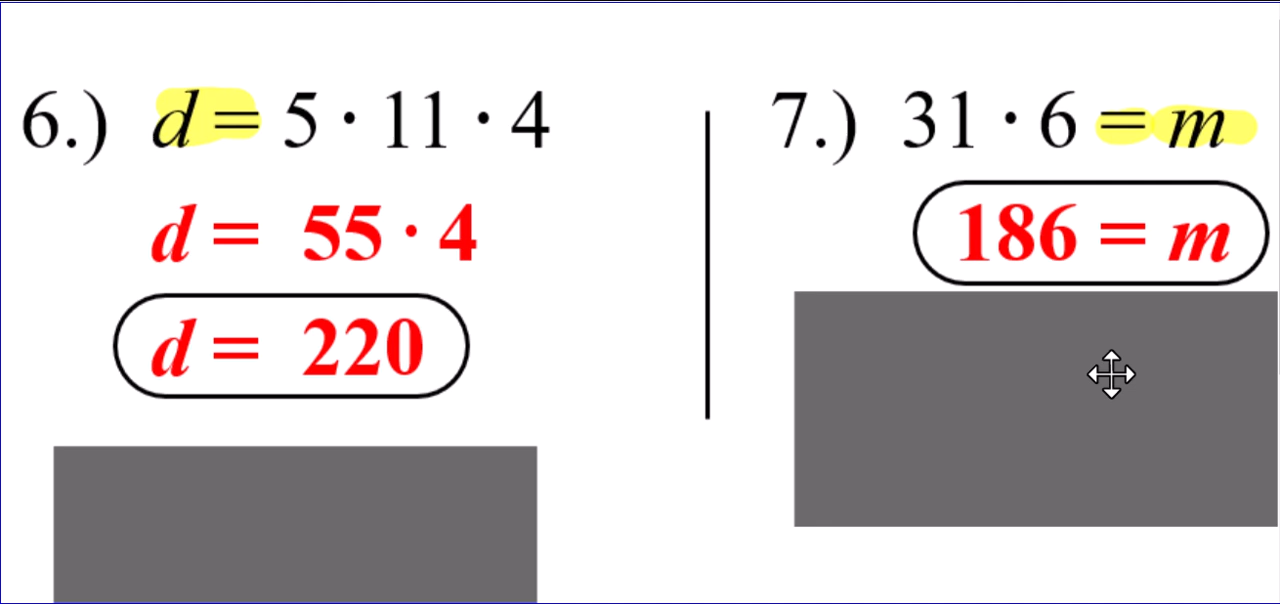 6.) d = 5 · 11 · 4
d = 55 · 4
d = 220
7.) 31 · 6 = m
186 = m